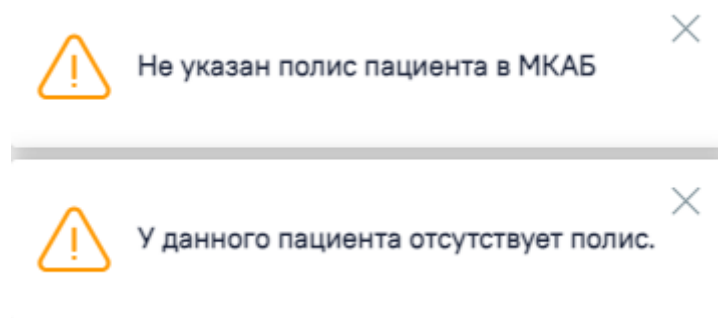 Не указан полис пациента в МКАБ
У данного пациента отсутствует полис.